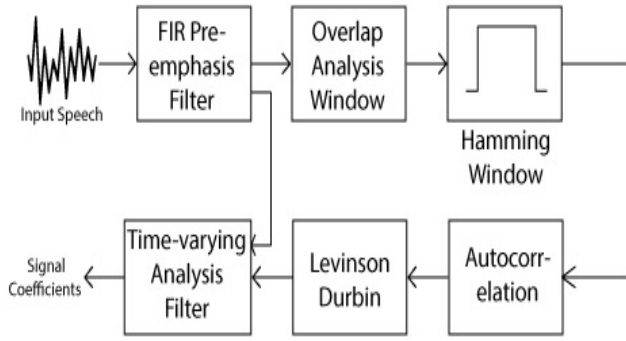 Input Speech
FIR Pre-
emphasis
Filter
Overlap
Analysis
Window
Hamming
Window
Autocorr-
elation
Levinson
Durbin
Time-varying
Analysis
Filter
Signal
Coefficients